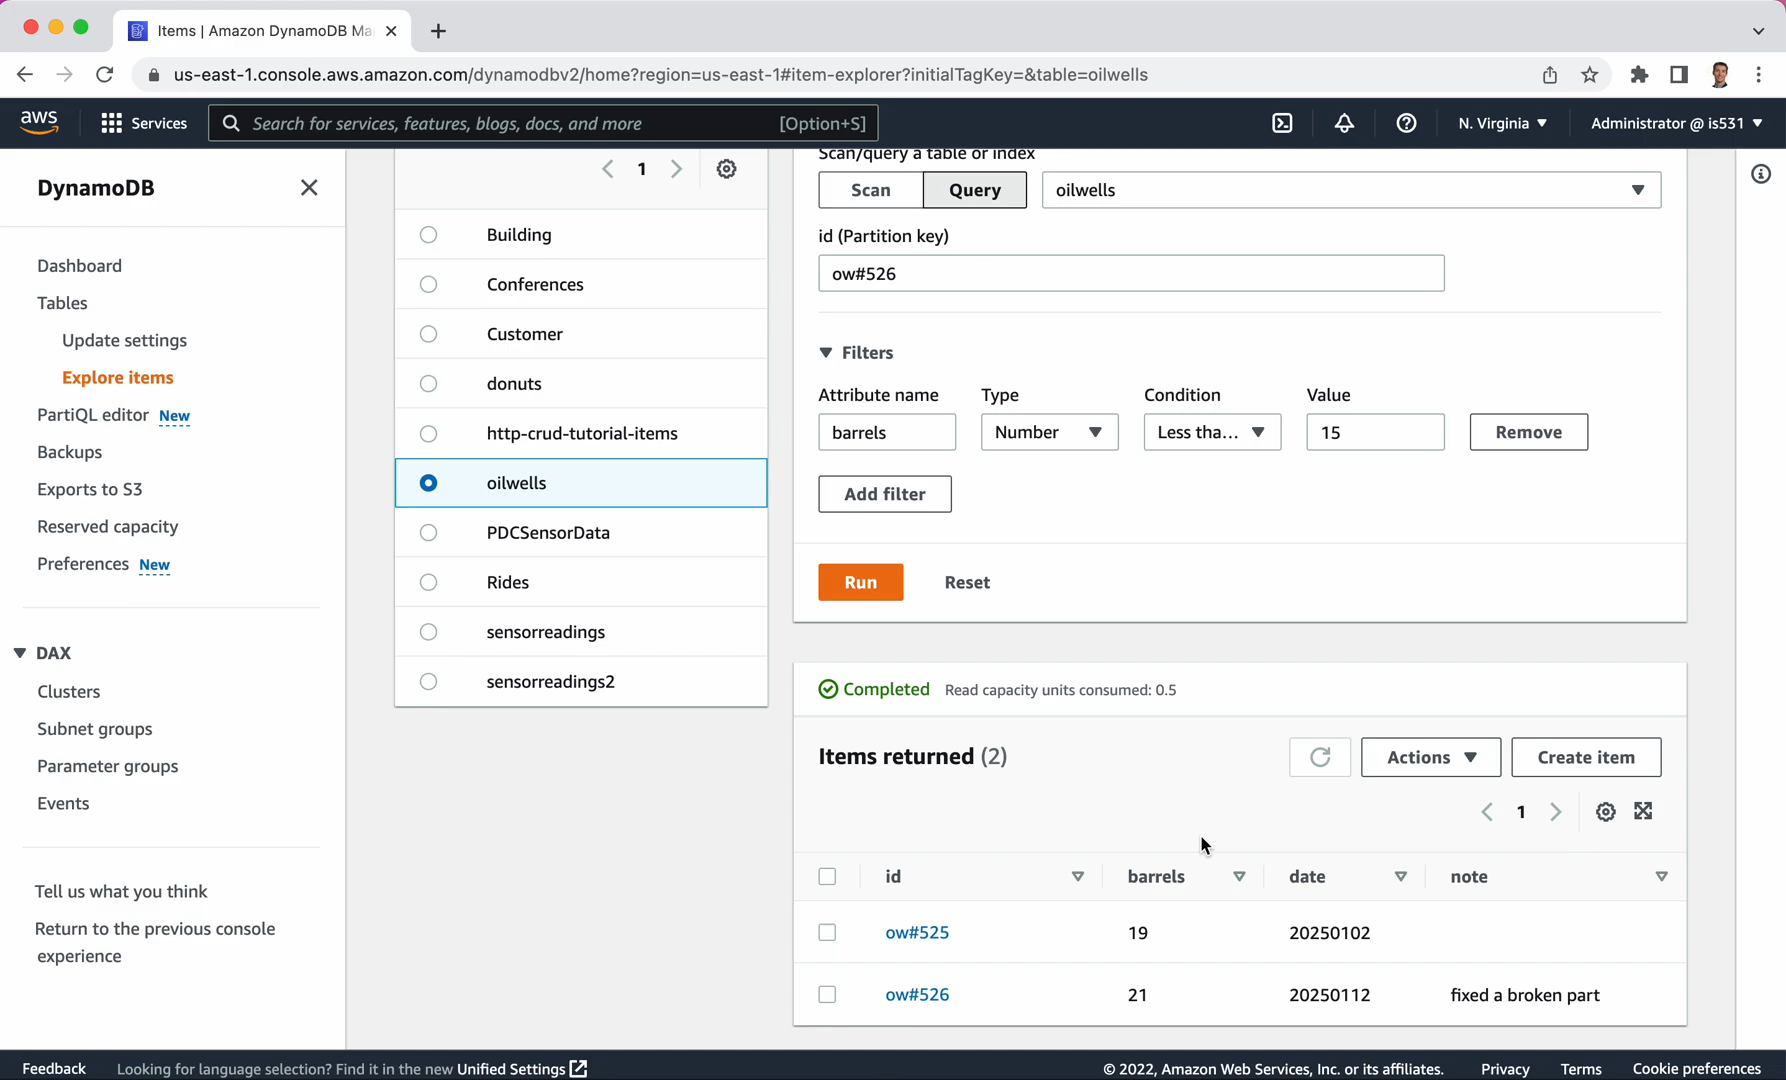 Items | Amazon DynamoDB Ma
us-east-1.console.aws.amazon.com/dynamodbv2/home?region=us-east-1#item-explorer?initialTagKey=&table=oilwells
aws
Services
Search for services, features, blogs, docs, and more
[Option+S]
N. Virginia
Administrator @ is531
DynamoDB
Dashboard
Tables
Update settings
Explore items
PartiQL editor New
Backups
Exports to S3
Reserved capacity
Preferences New
DAX
Clusters
Subnet groups
Parameter groups
Events
Tell us what you think
Return to the previous console
experience
1
Building
Conferences
Customer
donuts
http-crud-tutorial-items
oilwells
PDCSensorData
Rides
sensorreadings
sensorreadings2
Scan/query a table or index
Scan Query oilwells
id (Partition key)
ow#526
Filters
Attribute name Type Condition Value
barrels Number Less tha... 15 Remove
Add filter
Run Reset
Completed Read capacity units consumed: 0.5
Items returned (2)
Actions Create item
1
id barrels date note
ow#525 19 20250102
ow#526 21 20250112 fixed a broken part
Feedback Looking for language selection? Find it in the new Unified Settings
© 2022, Amazon Web Services, Inc. or its affiliates. Privacy Terms Cookie preferences